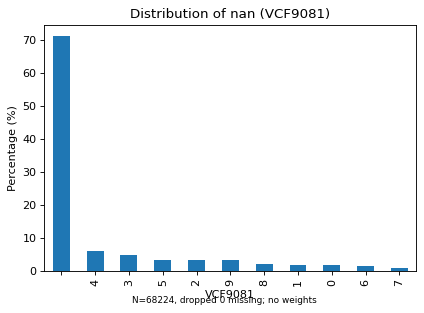 Distribution of nan (VCF9081)
Percentage (%)
70
60
50
40
30
20
10
0
4 3 5 2 9 8 1 0 6 7
VCF9081
N=68224, dropped 0 missing; no weights